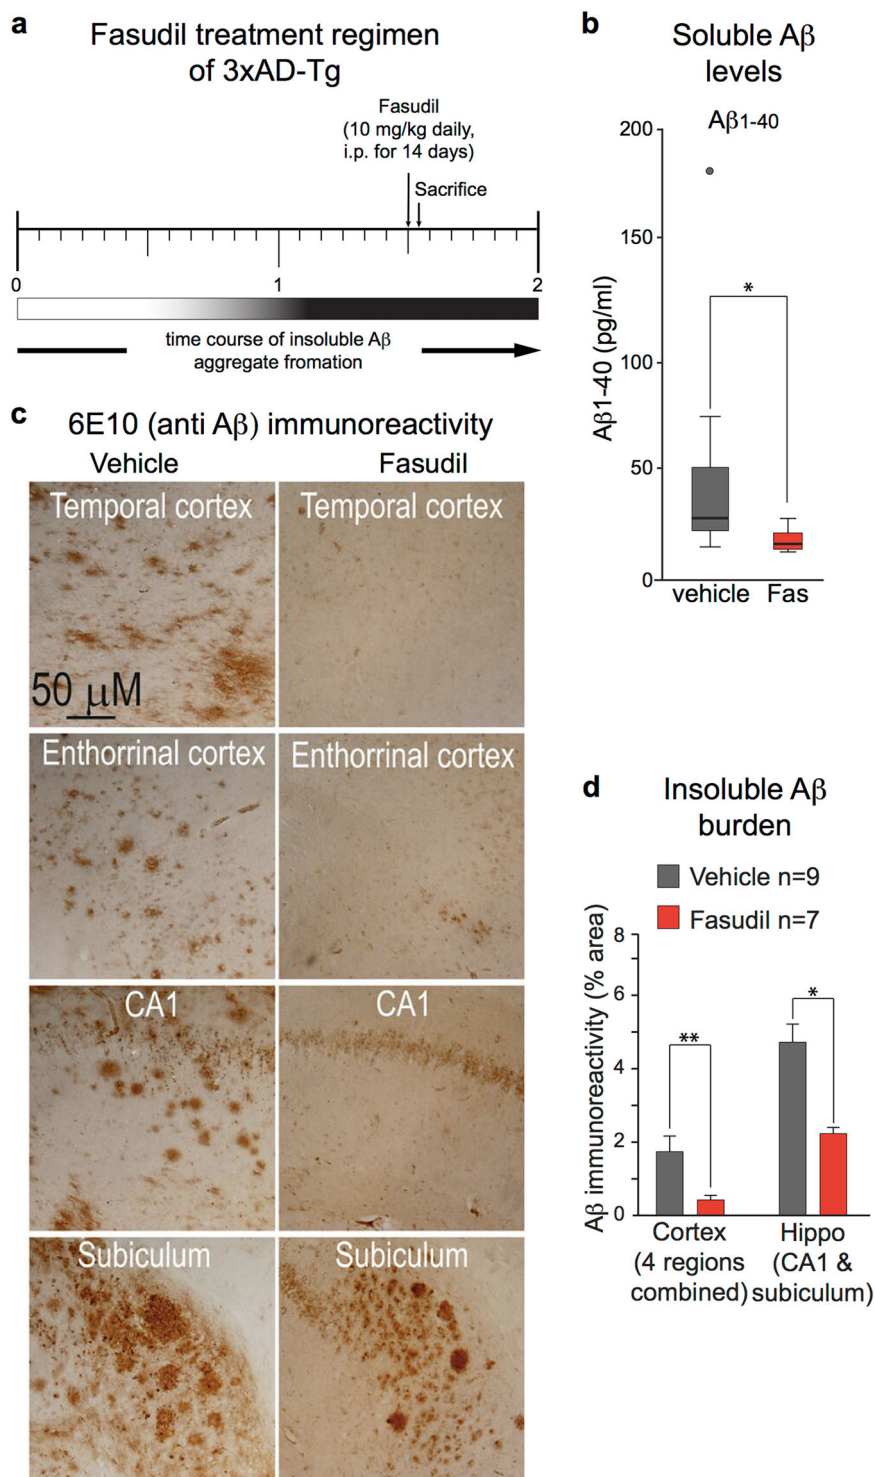 a
Fasudil treatment regimen
of 3xAD-Tg
Fasudil
(10 mg/kg daily,
i.p. for 14 days)
Sacrifice
0
1
2
time course of insoluble Aβ
aggregate fromation
b
Soluble Aβ
levels
Aβ1-40
200
150
100
50
0
Aβ1-40 (pg/ml)
*
vehicle Fas
c
6E10 (anti Aβ) immunoreactivity
Vehicle Fasudil
Temporal cortex Temporal cortex
50 μM
Enthorrinal cortex Enthorrinal cortex
CA1 CA1
Subiculum Subiculum
d
Insoluble Aβ
burden
Vehicle n=9
Fasudil n=7
8
6
4
2
0
Aβ immunoreactivity (% area)
**
*
Cortex
(4 regions
combined)
Hippo
(CA1 &
subiculum)